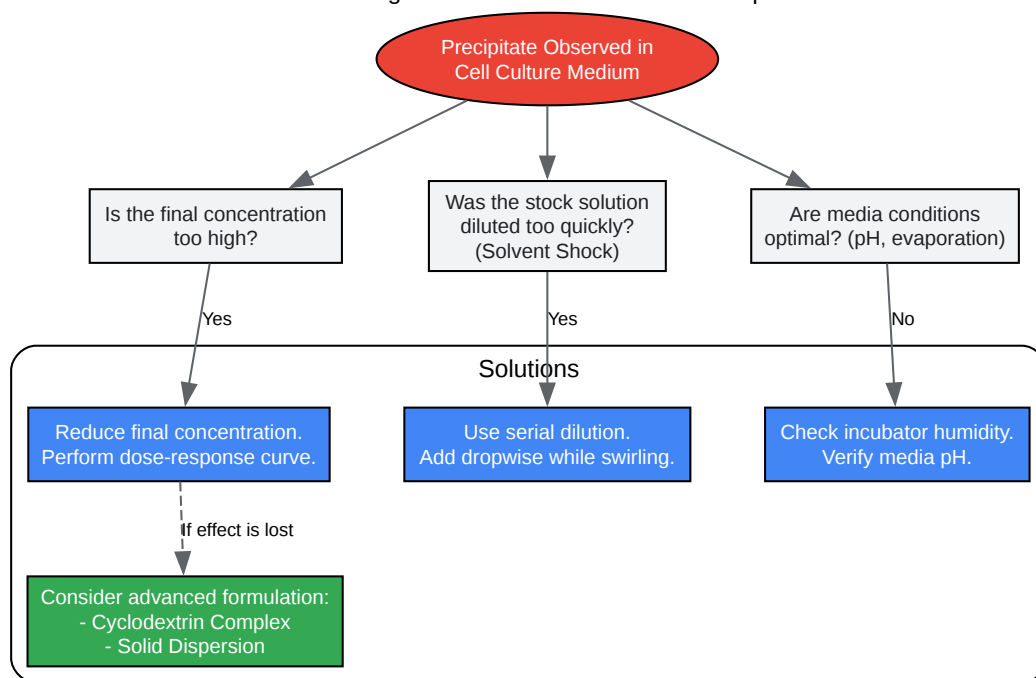 Precipitate Observed in
Cell Culture Medium
Is the final concentration
too high?
Was the stock solution
diluted too quickly?
(Solvent Shock)
Are media conditions
optimal? (pH, evaporation)
Yes
Yes
No
Solutions
Reduce final concentration.
Perform dose-response curve.
Use serial dilution.
Add dropwise while swirling.
Check incubator humidity.
Verify media pH.
If effect is lost
Consider advanced formulation:
- Cyclodextrin Complex
- Solid Dispersion